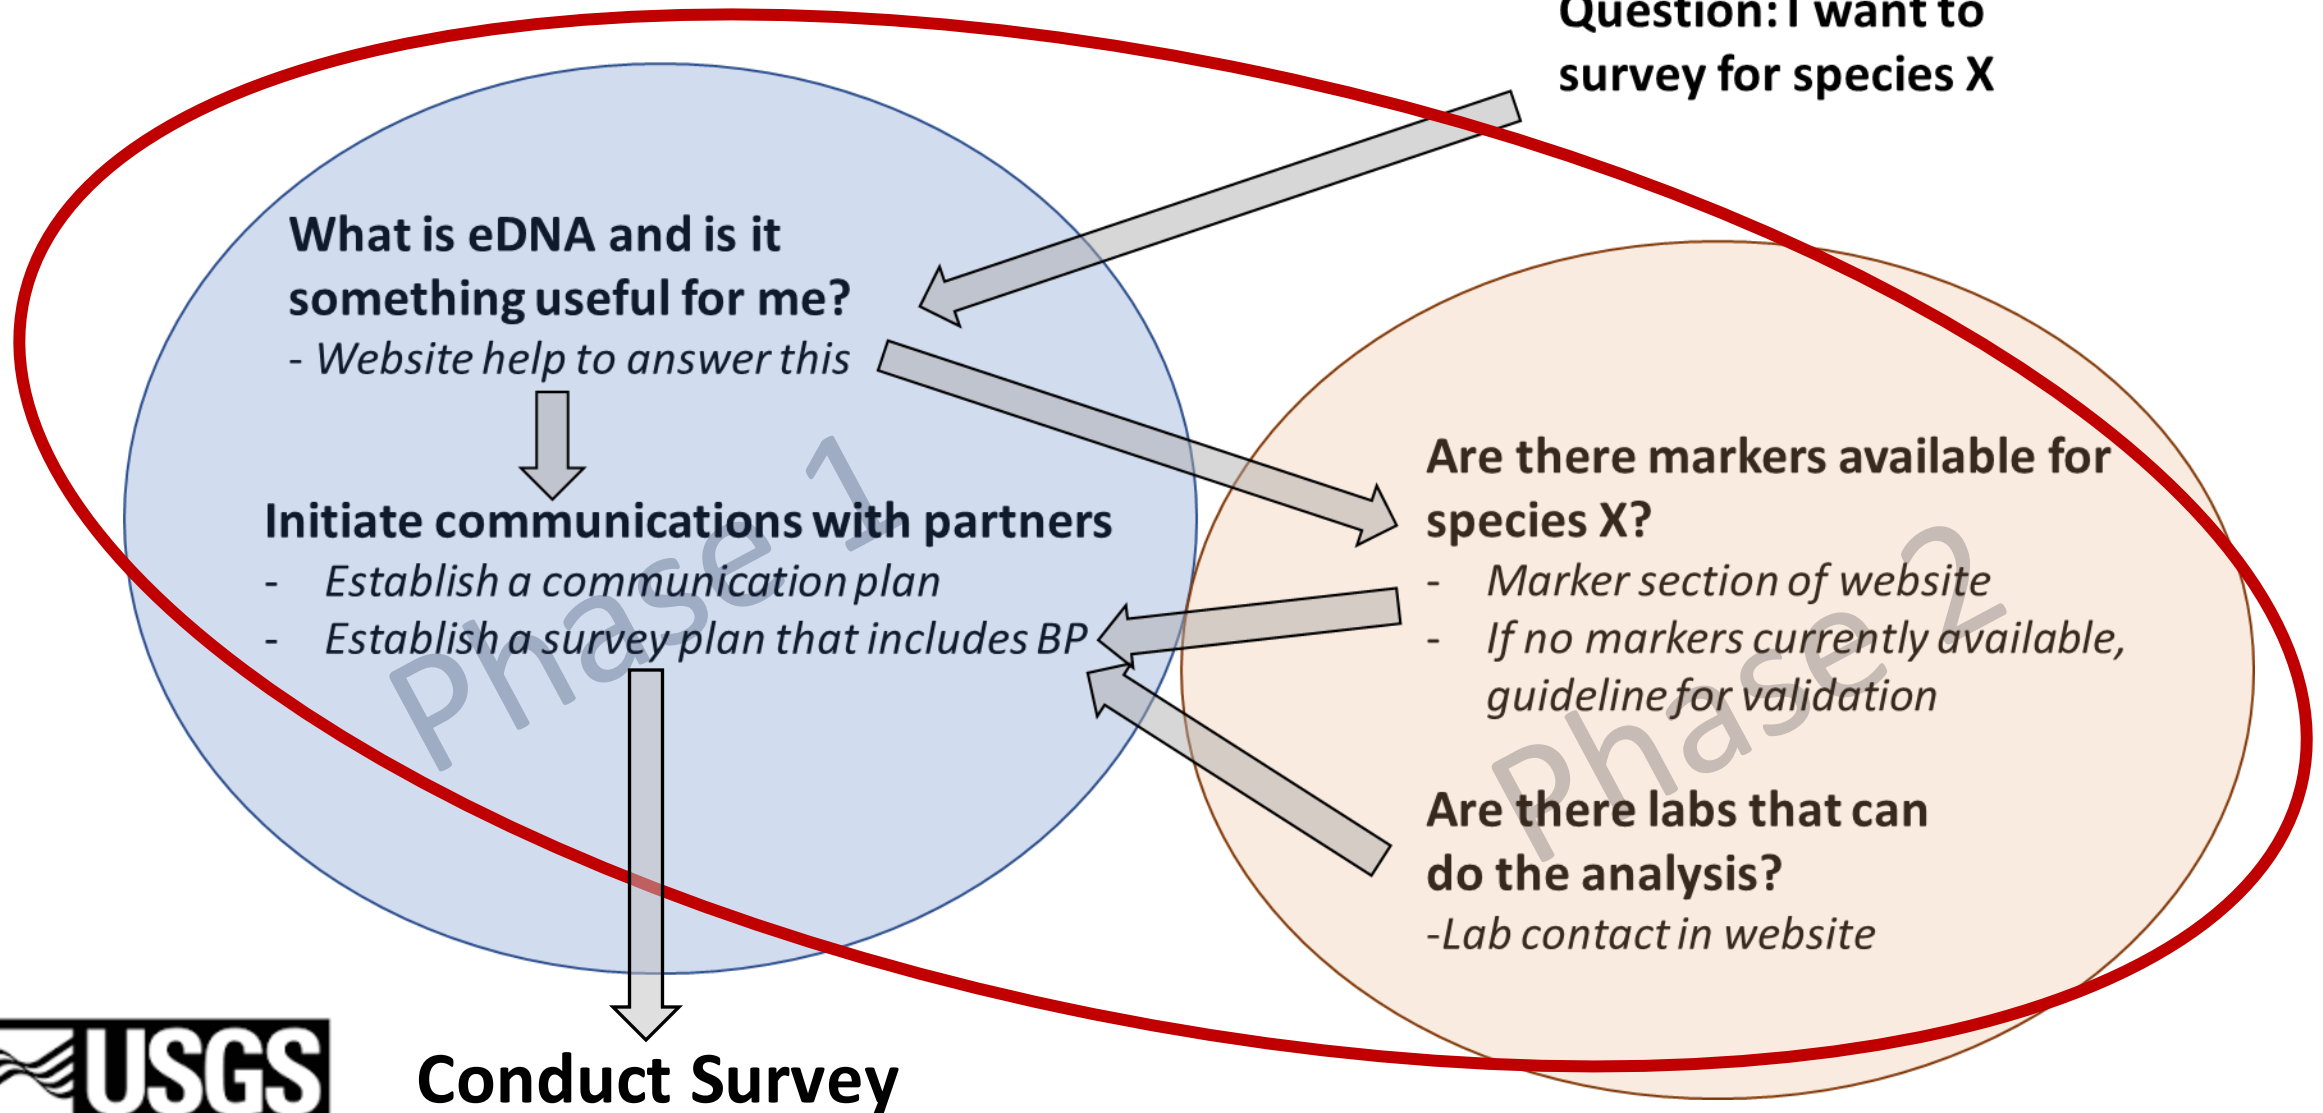 Question: I want to
survey for species X
What is eDNA and is it
something useful for me?
- Website help to answer this
Initiate communications with partners
- Establish a communication plan
- Establish a survey plan that includes BP
Phase 1
Are there markers available for
species X?
- Marker section of website
- If no markers currently available,
guideline for validation
Are there labs that can
do the analysis?
-Lab contact in website
Phase 2
Conduct Survey
USGS